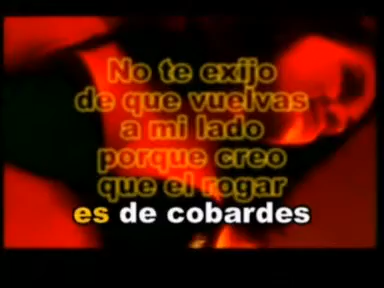 No te exijo
de que vuelvas
a mi lado
porque creo
que el rogar
es de cobardes